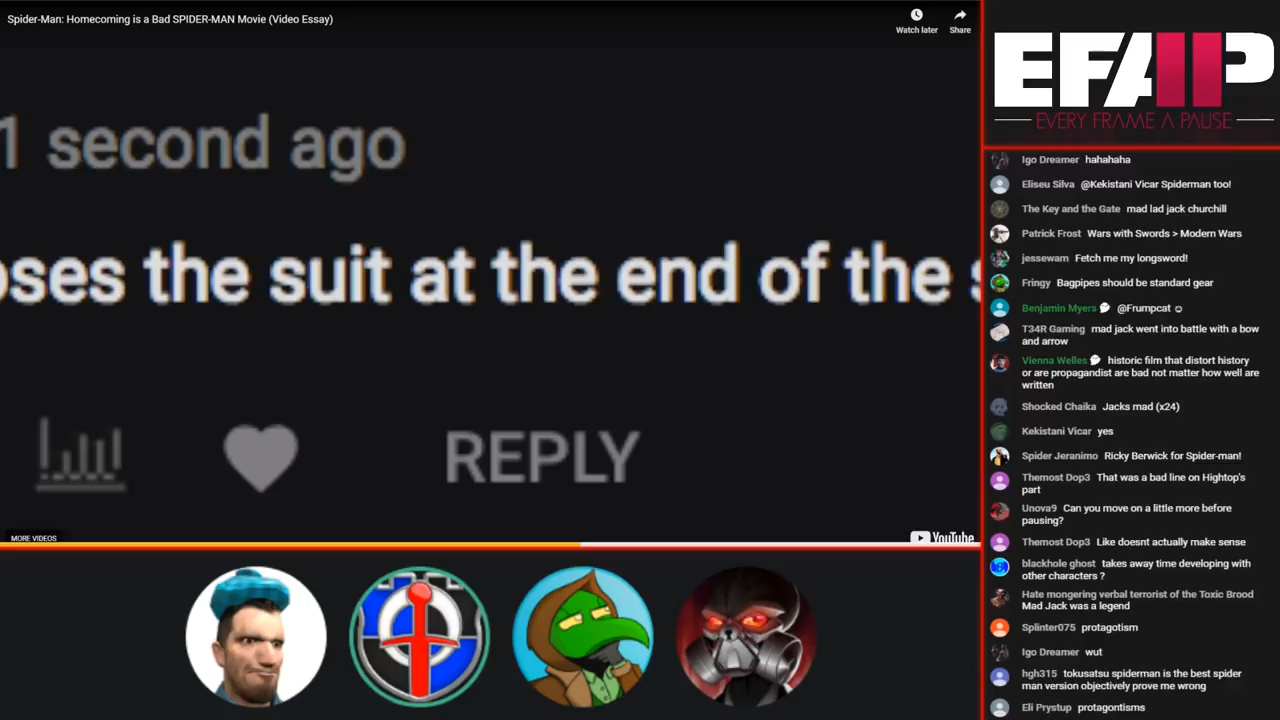 Spider-Man: Homecoming is a Bad SPIDER-MAN Movie (Video Essay)
Watch later
Share
1 second ago
oses the suit at the end of the
REPLY
MORE VIDEOS
YouTube
EFAP
EVERY FRAME A PAUSE
Igo Dreamer hahahaha
Eliseu Silva @Kekistani Vicar Spiderman too!
The Key and the Gate mad lad jack churchill
Patrick Frost Wars with Swords > Modern Wars
jessewam Fetch me my longsword!
Fringy Bagpipes should be standard gear
Benjamin Myers @Frumpcat ☺
T34R Gaming mad jack went into battle with a bow
and arrow
Vienna Welles historic film that distort history
or are propagandist are bad not matter how well are
written
Shocked Chaika Jacks mad (x24)
Kekistani Vicar yes
Spider Jeranimo Ricky Berwick for Spider-man!
Themost Dop3 That was a bad line on Hightop's
part
Unova9 Can you move on a little more before
pausing?
Themost Dop3 Like doesnt actually make sense
blackhole ghost takes away time developing with
other characters ?
Hate mongering verbal terrorist of the Toxic Brood
Mad Jack was a legend
Splinter075 protagotism
Igo Dreamer wut
hgh315 tokusatsu spiderman is the best spider
man version objectively prove me wrong
Eli Prystup protagontisms